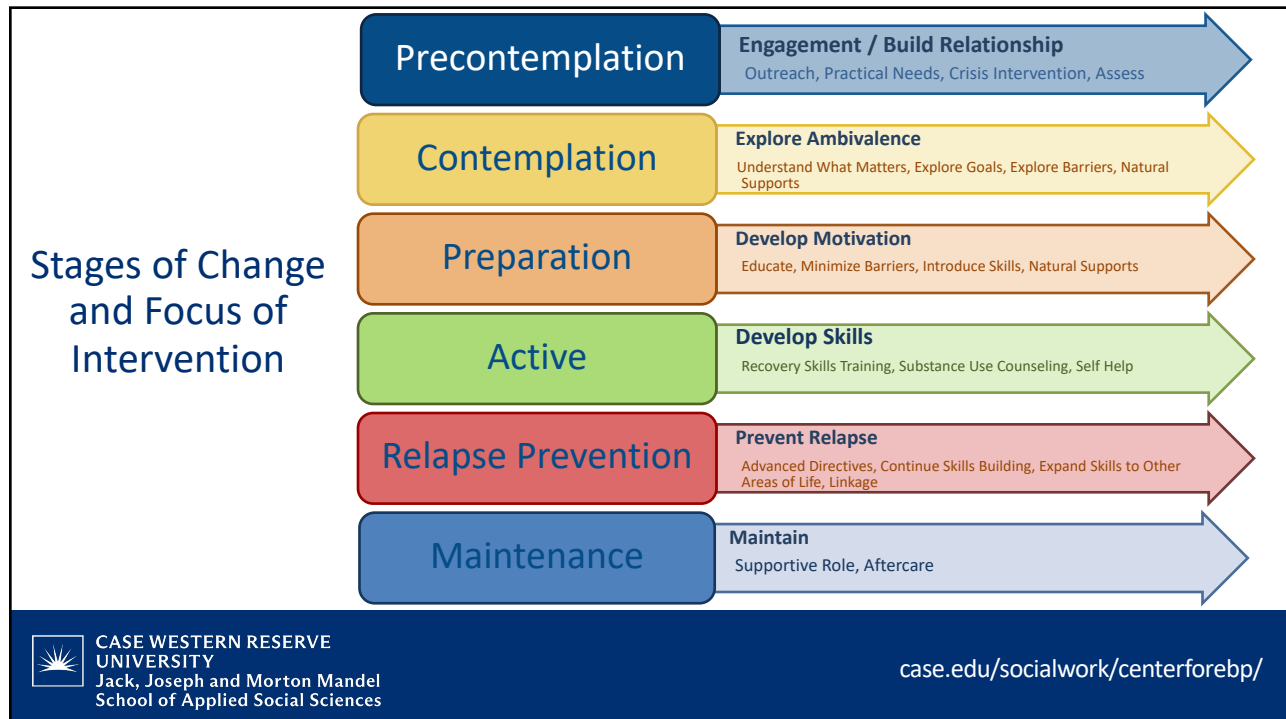 Stages of Change
and Focus of
Intervention
Precontemplation
Engagement / Build Relationship
Outreach, Practical Needs, Crisis Intervention, Assess
Contemplation
Explore Ambivalence
Understand What Matters, Explore Goals, Explore Barriers, Natural
Supports
Preparation
Develop Motivation
Educate, Minimize Barriers, Introduce Skills, Natural Supports
Active
Develop Skills
Recovery Skills Training, Substance Use Counseling, Self Help
Relapse Prevention
Prevent Relapse
Advanced Directives, Continue Skills Building, Expand Skills to Other
Areas of Life, Linkage
Maintenance
Maintain
Supportive Role, Aftercare
CASE WESTERN RESERVE
UNIVERSITY
Jack, Joseph and Morton Mandel
School of Applied Social Sciences
case.edu/socialwork/centerforebp/